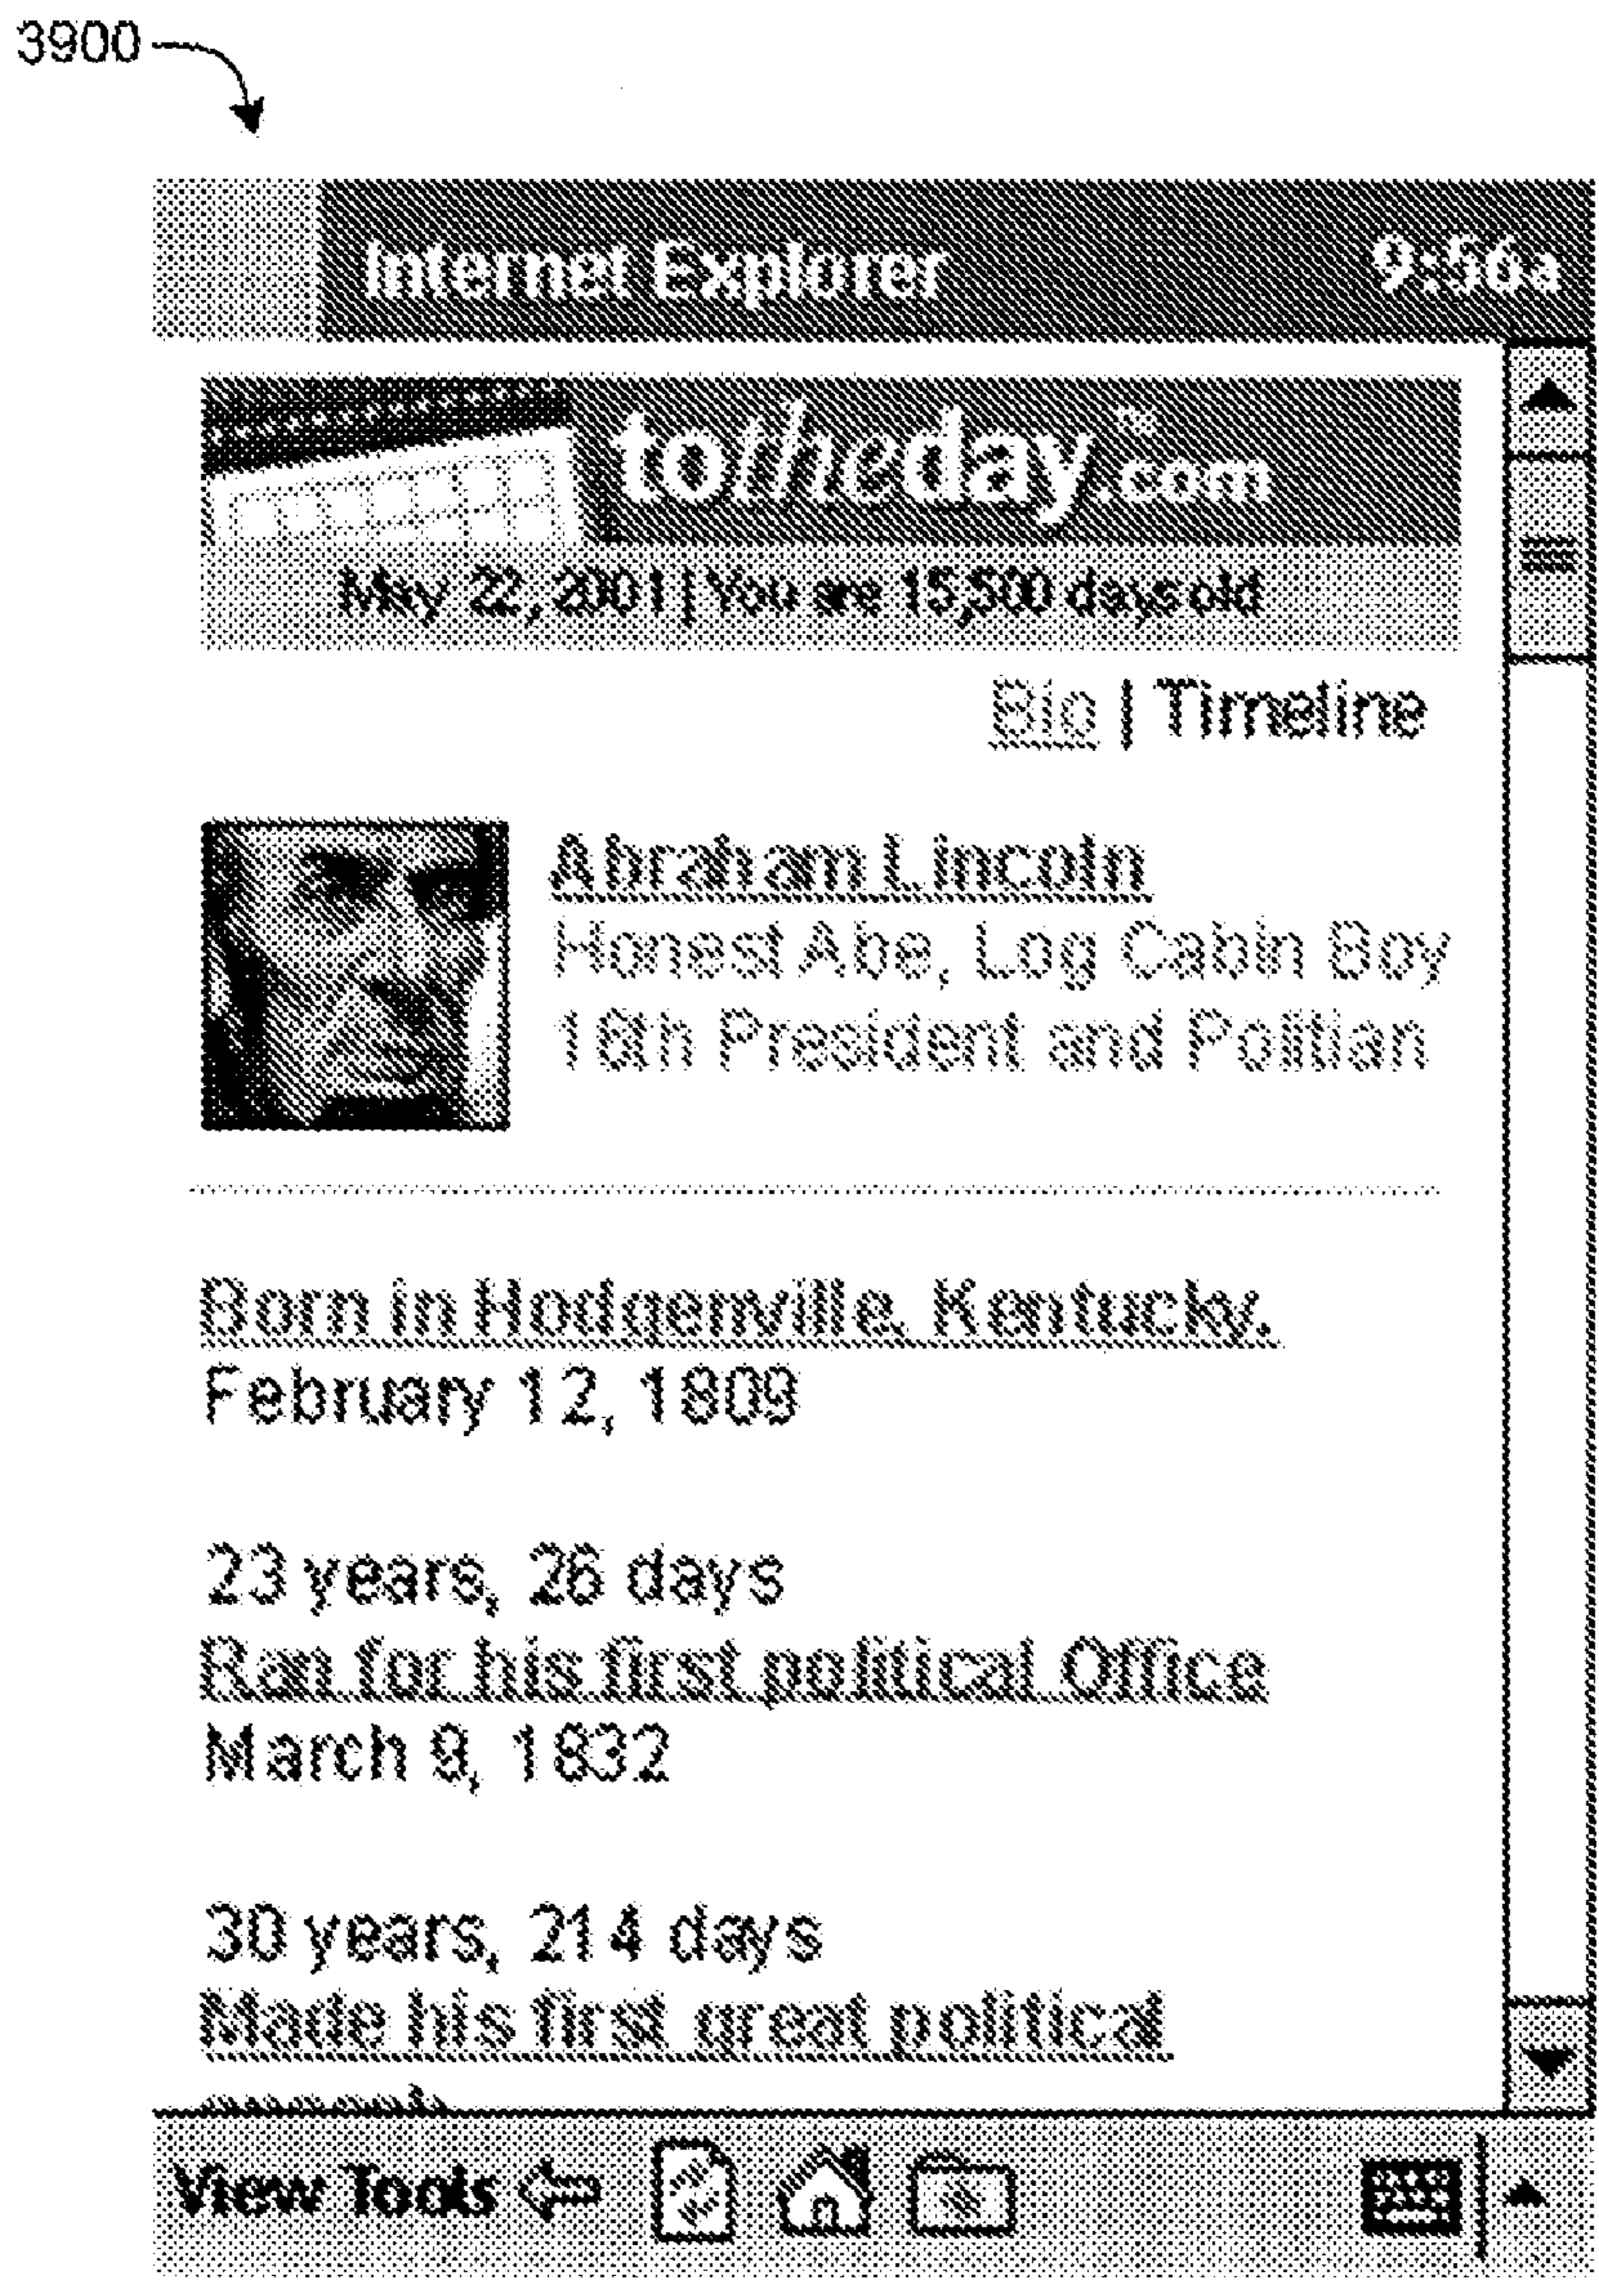 3900
Internet Explorer 9:56a
totheday.com™
May 22, 2001 | You are 15,500 days old
Bio | Timeline
Abraham Lincoln
Honest Abe, Log Cabin Boy
16th President and Politian
Born in Hodgenville, Kentucky.
February 12, 1809
23 years, 26 days
Ran for his first political Office
March 9, 1832
30 years, 214 days
Made his first great political
View Tools